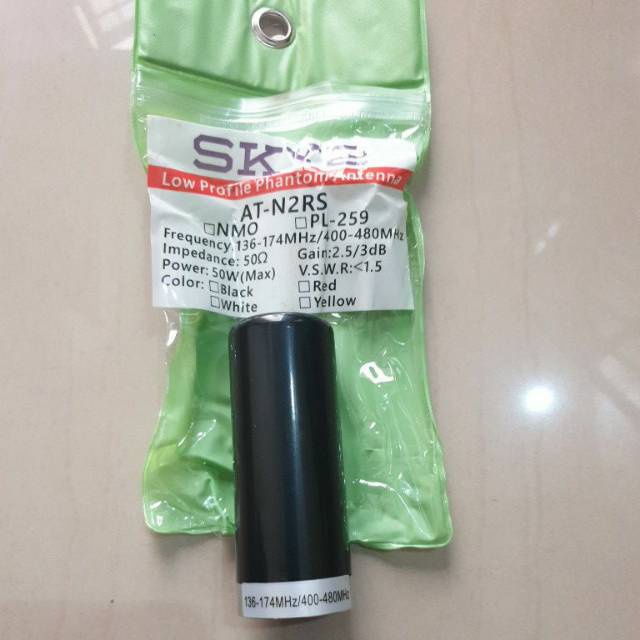 Low Profile Phantom Antenna
AT-N2RS
☐NMO ☐PL-259
Frequency:136-174MHz/400-480MHz
Impedance: 50Ω Gain:2.5/3dB
Power: 50W(Max) V.S.W.R:<1.5
Color: ☐Black ☐Red
☐White ☐Yellow
136-174MHz/400-480MHz